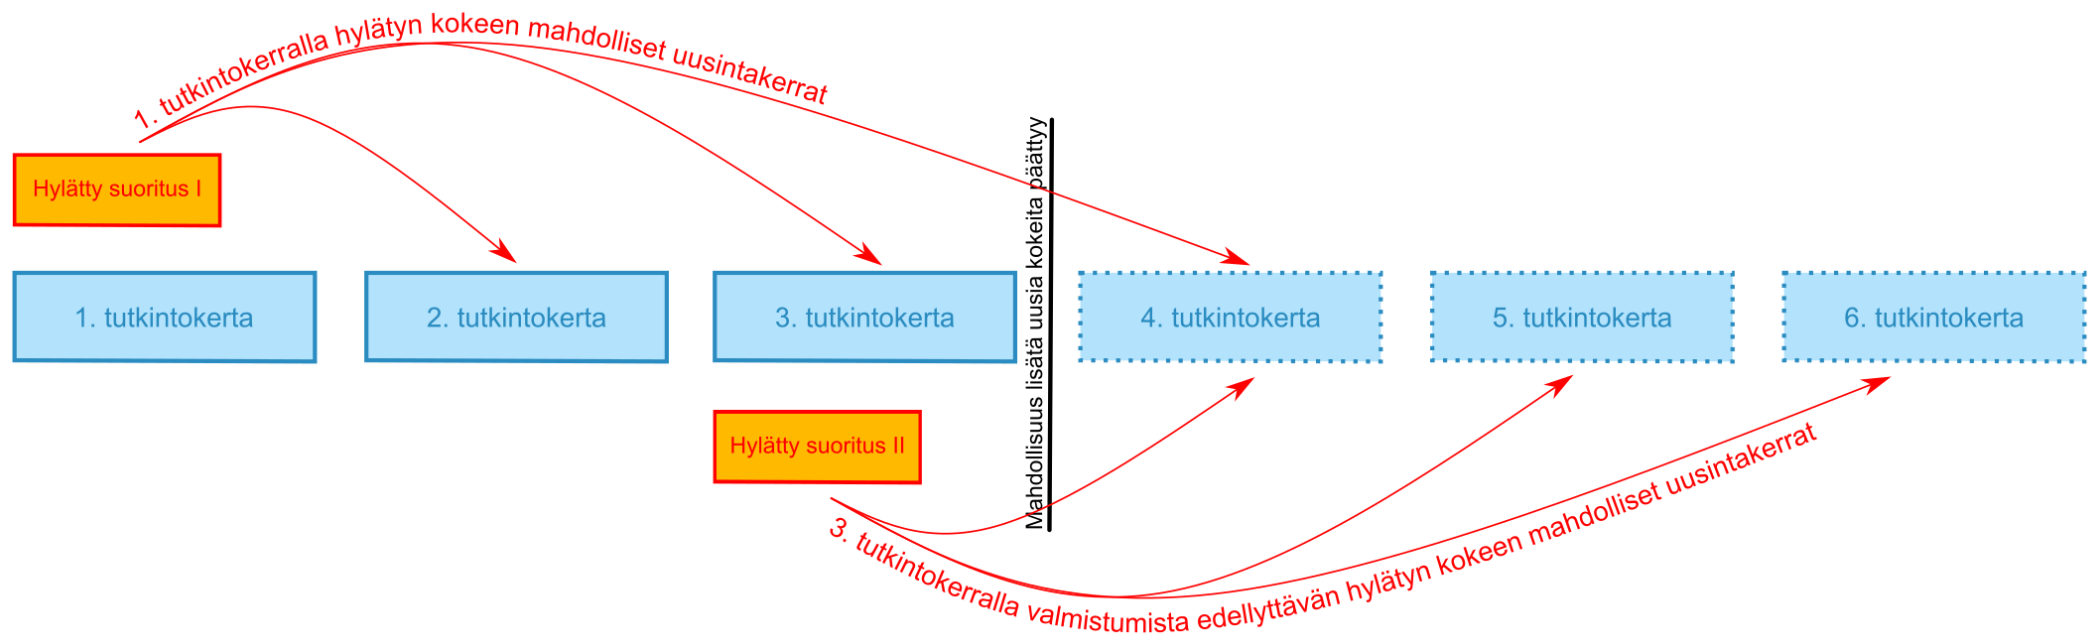 1. tutkintokerralla hylätyn kokeen mahdolliset uusintakerrat
Hylätty suoritus I
Mahdollisuus lisätä uusia kokeita päättyy
1. tutkintokerta
2. tutkintokerta
3. tutkintokerta
4. tutkintokerta
5. tutkintokerta
6. tutkintokerta
Hylätty suoritus II
3. tutkintokerralla valmistumista edellyttävän hylätyn kokeen mahdolliset uusintakerrat